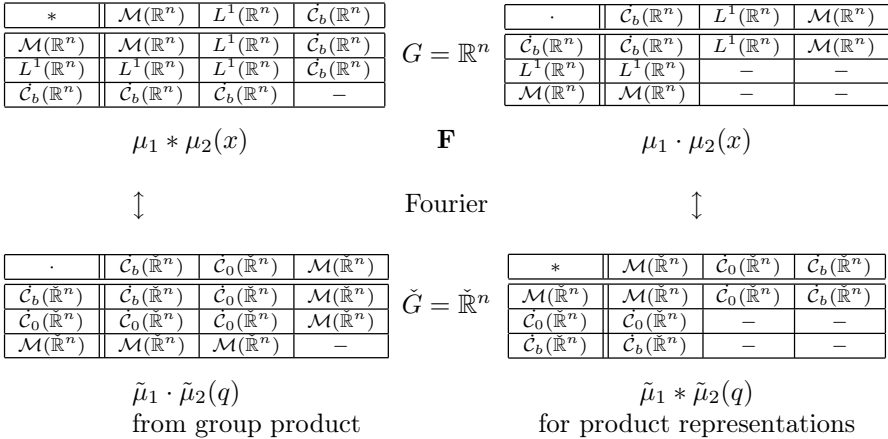 ∗ 𝓜(ℝⁿ) L¹(ℝⁿ) 𝒞̇_b(ℝⁿ)
𝓜(ℝⁿ) 𝓜(ℝⁿ) L¹(ℝⁿ) 𝒞̇_b(ℝⁿ)
L¹(ℝⁿ) L¹(ℝⁿ) L¹(ℝⁿ) 𝒞̇_b(ℝⁿ)
𝒞̇_b(ℝⁿ) 𝒞̇_b(ℝⁿ) 𝒞̇_b(ℝⁿ) −
G = ℝⁿ
· 𝒞̇_b(ℝⁿ) L¹(ℝⁿ) 𝓜(ℝⁿ)
𝒞̇_b(ℝⁿ) 𝒞̇_b(ℝⁿ) L¹(ℝⁿ) 𝓜(ℝⁿ)
L¹(ℝⁿ) L¹(ℝⁿ) − −
𝓜(ℝⁿ) 𝓜(ℝⁿ) − −
μ₁ ∗ μ₂(x) F μ₁ · μ₂(x)
↕ Fourier ↕
· 𝒞̇_b(ℝ̌ⁿ) 𝒞̇₀(ℝ̌ⁿ) 𝓜(ℝ̌ⁿ)
𝒞̇_b(ℝ̌ⁿ) 𝒞̇_b(ℝ̌ⁿ) 𝒞̇₀(ℝ̌ⁿ) 𝓜(ℝ̌ⁿ)
𝒞̇₀(ℝ̌ⁿ) 𝒞̇₀(ℝ̌ⁿ) 𝒞̇₀(ℝ̌ⁿ) 𝓜(ℝ̌ⁿ)
𝓜(ℝ̌ⁿ) 𝓜(ℝ̌ⁿ) 𝓜(ℝ̌ⁿ) −
Ǧ = ℝ̌ⁿ
∗ 𝓜(ℝ̌ⁿ) 𝒞̇₀(ℝ̌ⁿ) 𝒞̇_b(ℝ̌ⁿ)
𝓜(ℝ̌ⁿ) 𝓜(ℝ̌ⁿ) 𝒞̇₀(ℝ̌ⁿ) 𝒞̇_b(ℝ̌ⁿ)
𝒞̇₀(ℝ̌ⁿ) 𝒞̇₀(ℝ̌ⁿ) − −
𝒞̇_b(ℝ̌ⁿ) 𝒞̇_b(ℝ̌ⁿ) − −
μ̃₁ · μ̃₂(q) μ̃₁ ∗ μ̃₂(q)
from group product for product representations